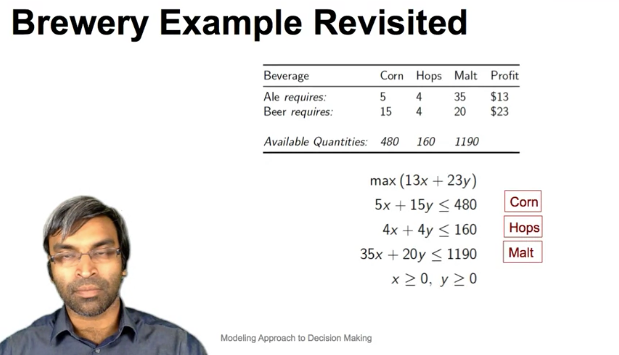 Brewery Example Revisited
Beverage Corn Hops Malt Profit
Ale requires: 5 4 35 $13
Beer requires: 15 4 20 $23
Available Quantities: 480 160 1190
max (13x + 23y)
5x + 15y ≤ 480 Corn
4x + 4y ≤ 160 Hops
35x + 20y ≤ 1190 Malt
x ≥ 0, y ≥ 0
Modeling Approach to Decision Making